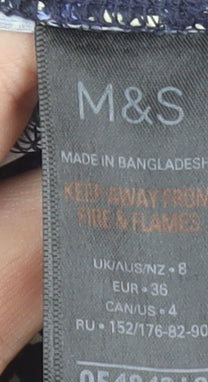 M&S
MADE IN BANGLADESH
KEEP AWAY FROM
FIRE & FLAMES
UK/AUS/NZ • 8
EUR • 36
CAN/US • 4
RU • 152/176-82-90